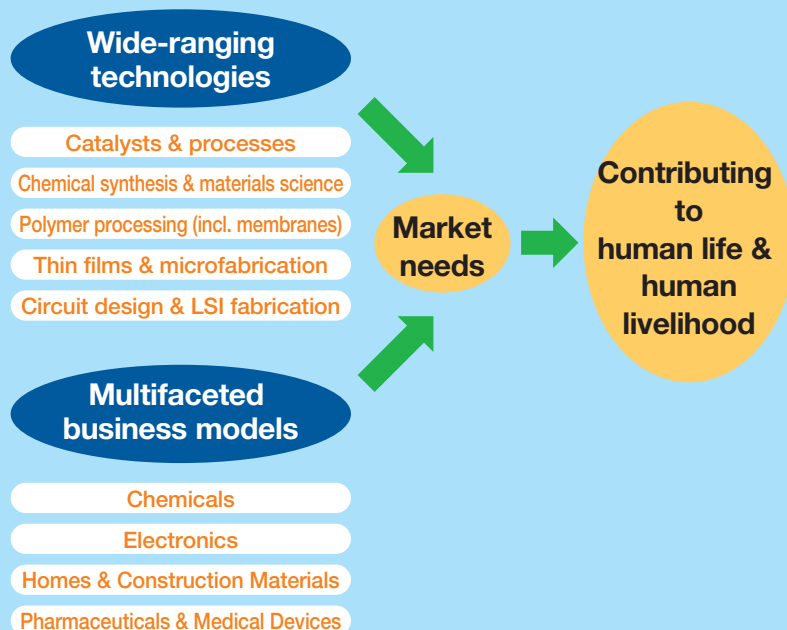 Wide-ranging
technologies
Catalysts & processes
Chemical synthesis & materials science
Polymer processing (incl. membranes)
Thin films & microfabrication
Circuit design & LSI fabrication
Multifaceted
business models
Chemicals
Electronics
Homes & Construction Materials
Pharmaceuticals & Medical Devices
Market
needs
Contributing
to
human life &
human
livelihood